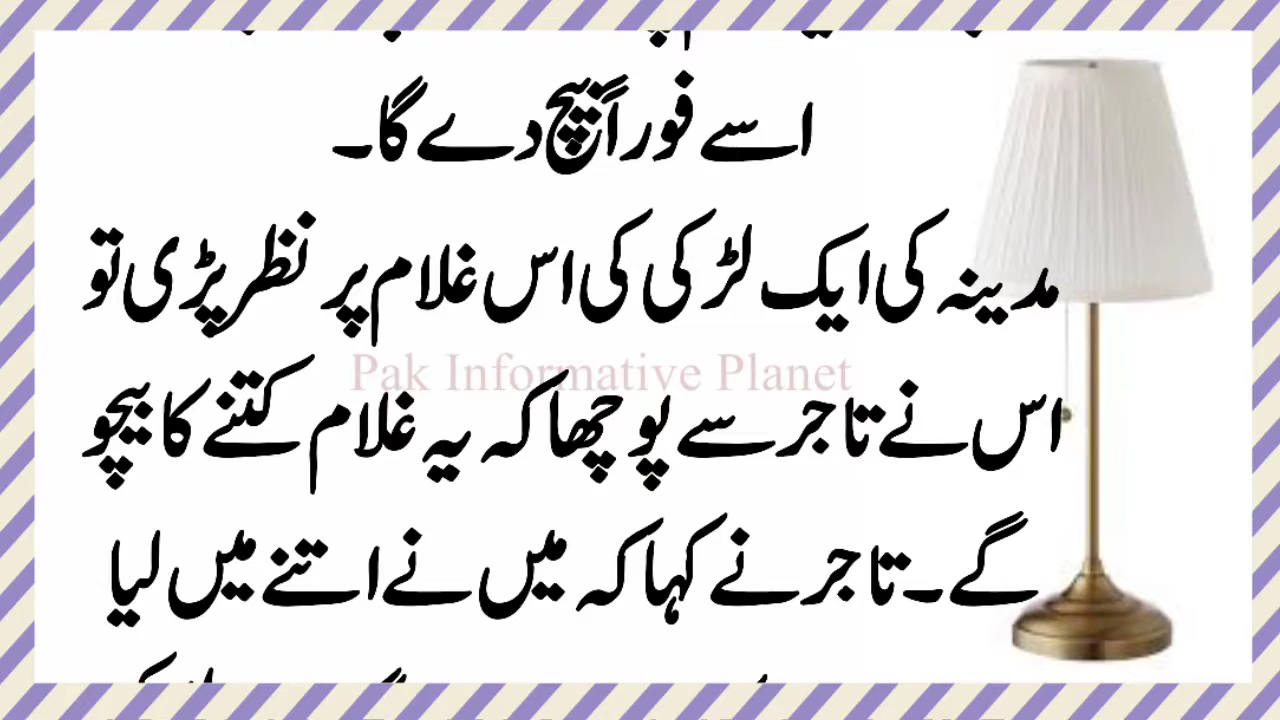 اسے فوراً بیچ دے گا۔
مدینہ کی ایک لڑکی کی اس غلام پر نظر پڑی تو
Pak Informative Planet
اس نے تاجر سے پوچھا کہ یہ غلام کتنے کا بیچو
گے۔ تاجر نے کہا کہ میں نے اتنے میں لیا